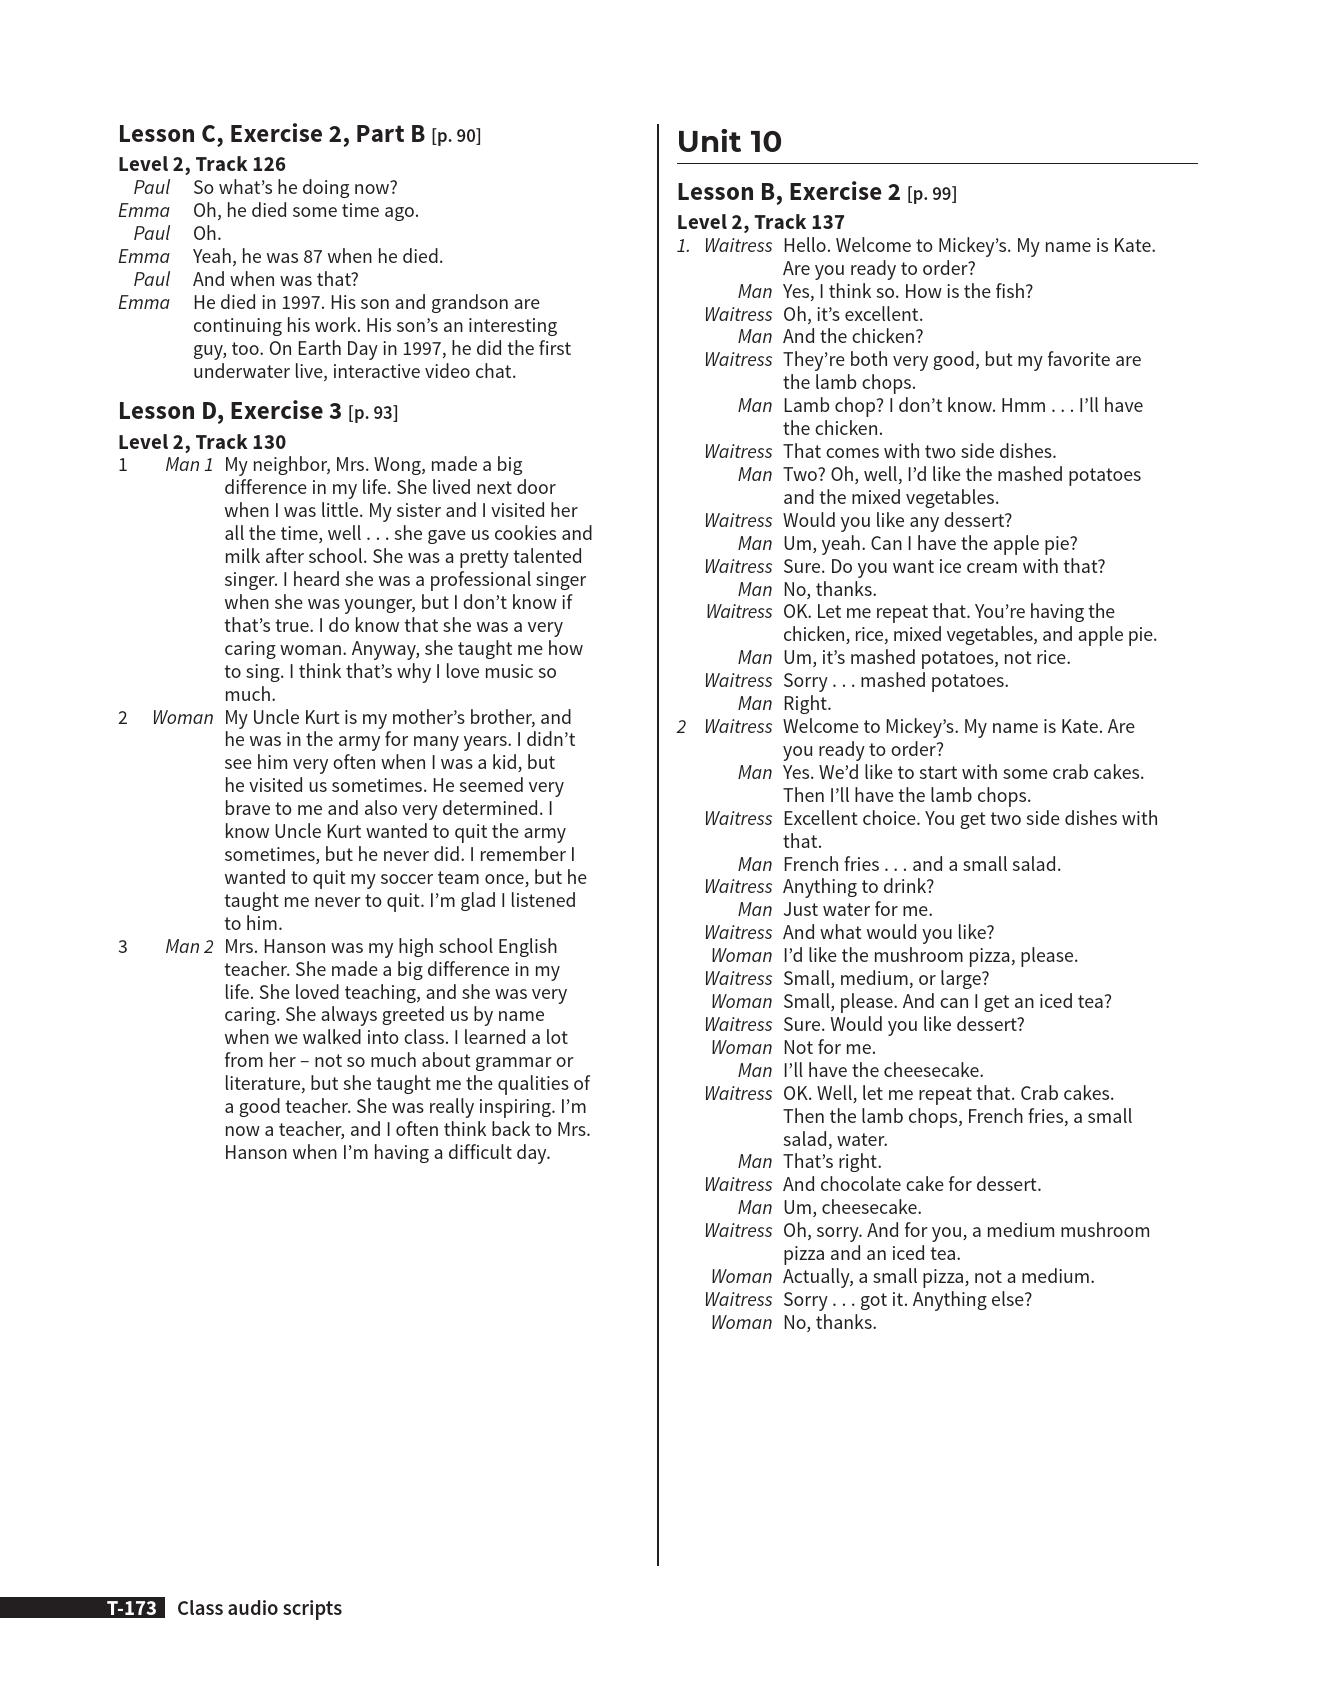 Lesson C, Exercise 2, Part B [p. 90]
Level 2, Track 126
Paul So what's he doing now?
Emma Oh, he died some time ago.
Paul Oh.
Emma Yeah, he was 87 when he died.
Paul And when was that?
Emma He died in 1997. His son and grandson are
continuing his work. His son's an interesting
guy, too. On Earth Day in 1997, he did the first
underwater live, interactive video chat.
Lesson D, Exercise 3 [p. 93]
Level 2, Track 130
1 Man 1 My neighbor, Mrs. Wong, made a big
difference in my life. She lived next door
when I was little. My sister and I visited her
all the time, well . . . she gave us cookies and
milk after school. She was a pretty talented
singer. I heard she was a professional singer
when she was younger, but I don't know if
that's true. I do know that she was a very
caring woman. Anyway, she taught me how
to sing. I think that's why I love music so
much.
2 Woman My Uncle Kurt is my mother's brother, and
he was in the army for many years. I didn't
see him very often when I was a kid, but
he visited us sometimes. He seemed very
brave to me and also very determined. I
know Uncle Kurt wanted to quit the army
sometimes, but he never did. I remember I
wanted to quit my soccer team once, but he
taught me never to quit. I'm glad I listened
to him.
3 Man 2 Mrs. Hanson was my high school English
teacher. She made a big difference in my
life. She loved teaching, and she was very
caring. She always greeted us by name
when we walked into class. I learned a lot
from her – not so much about grammar or
literature, but she taught me the qualities of
a good teacher. She was really inspiring. I'm
now a teacher, and I often think back to Mrs.
Hanson when I'm having a difficult day.
Unit 10
Lesson B, Exercise 2 [p. 99]
Level 2, Track 137
1. Waitress Hello. Welcome to Mickey's. My name is Kate.
Are you ready to order?
Man Yes, I think so. How is the fish?
Waitress Oh, it's excellent.
Man And the chicken?
Waitress They're both very good, but my favorite are
the lamb chops.
Man Lamb chop? I don't know. Hmm . . . I'll have
the chicken.
Waitress That comes with two side dishes.
Man Two? Oh, well, I'd like the mashed potatoes
and the mixed vegetables.
Waitress Would you like any dessert?
Man Um, yeah. Can I have the apple pie?
Waitress Sure. Do you want ice cream with that?
Man No, thanks.
Waitress OK. Let me repeat that. You're having the
chicken, rice, mixed vegetables, and apple pie.
Man Um, it's mashed potatoes, not rice.
Waitress Sorry . . . mashed potatoes.
Man Right.
2 Waitress Welcome to Mickey's. My name is Kate. Are
you ready to order?
Man Yes. We'd like to start with some crab cakes.
Then I'll have the lamb chops.
Waitress Excellent choice. You get two side dishes with
that.
Man French fries . . . and a small salad.
Waitress Anything to drink?
Man Just water for me.
Waitress And what would you like?
Woman I'd like the mushroom pizza, please.
Waitress Small, medium, or large?
Woman Small, please. And can I get an iced tea?
Waitress Sure. Would you like dessert?
Woman Not for me.
Man I'll have the cheesecake.
Waitress OK. Well, let me repeat that. Crab cakes.
Then the lamb chops, French fries, a small
salad, water.
Man That's right.
Waitress And chocolate cake for dessert.
Man Um, cheesecake.
Waitress Oh, sorry. And for you, a medium mushroom
pizza and an iced tea.
Woman Actually, a small pizza, not a medium.
Waitress Sorry . . . got it. Anything else?
Woman No, thanks.
T-173 Class audio scripts